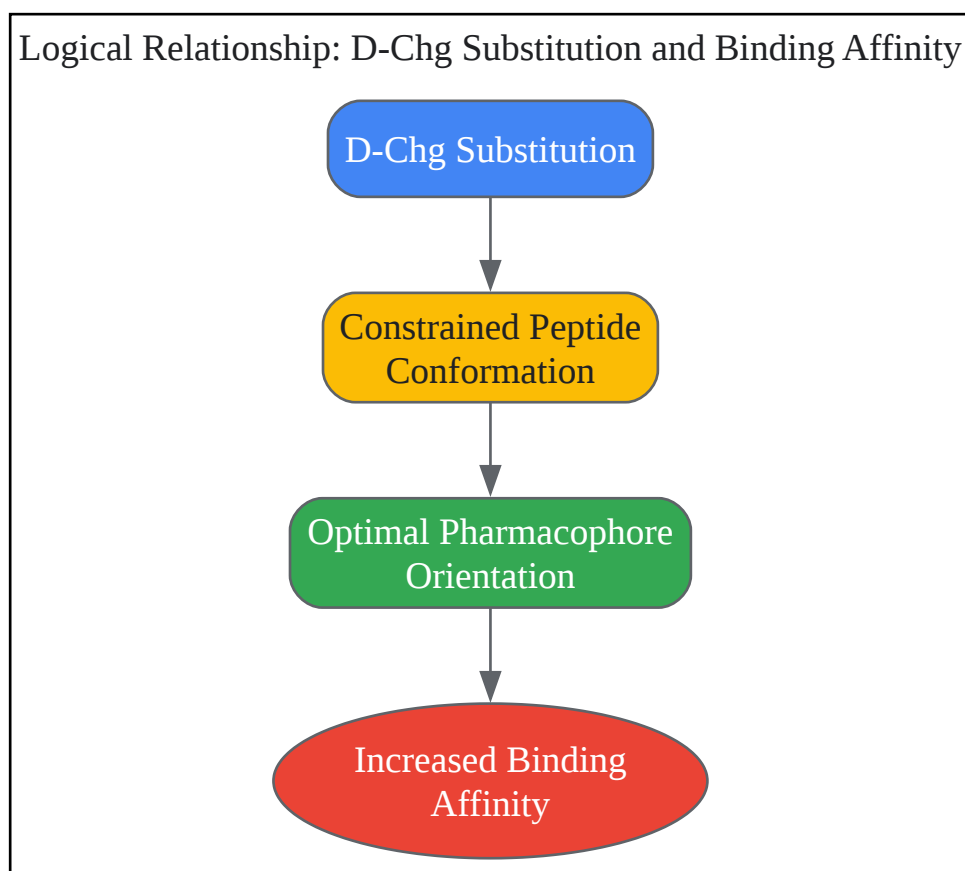 Logical Relationship: D-Chg Substitution and Binding Affinity
D-Chg Substitution
Constrained Peptide
Conformation
Optimal Pharmacophore
Orientation
Increased Binding
Affinity